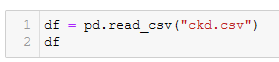 1 df = pd.read_csv("ckd.csv")
2 df